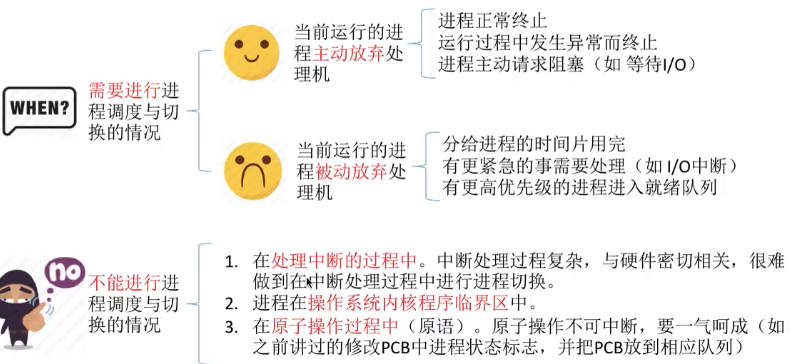 WHEN?
需要进行进
程调度与切
换的情况
当前运行的进
程主动放弃处
理机
进程正常终止
运行过程中发生异常而终止
进程主动请求阻塞（如 等待I/O）
当前运行的进
程被动放弃处
理机
分给进程的时间片用完
有更紧急的事需要处理（如 I/O中断）
有更高优先级的进程进入就绪队列
no
不能进行进
程调度与切
换的情况
1. 在处理中断的过程中。中断处理过程复杂，与硬件密切相关，很难
做到在中断处理过程中进行进程切换。
2. 进程在操作系统内核程序临界区中。
3. 在原子操作过程中（原语）。原子操作不可中断，要一气呵成（如
之前讲过的修改PCB中进程状态标志，并把PCB放到相应队列）